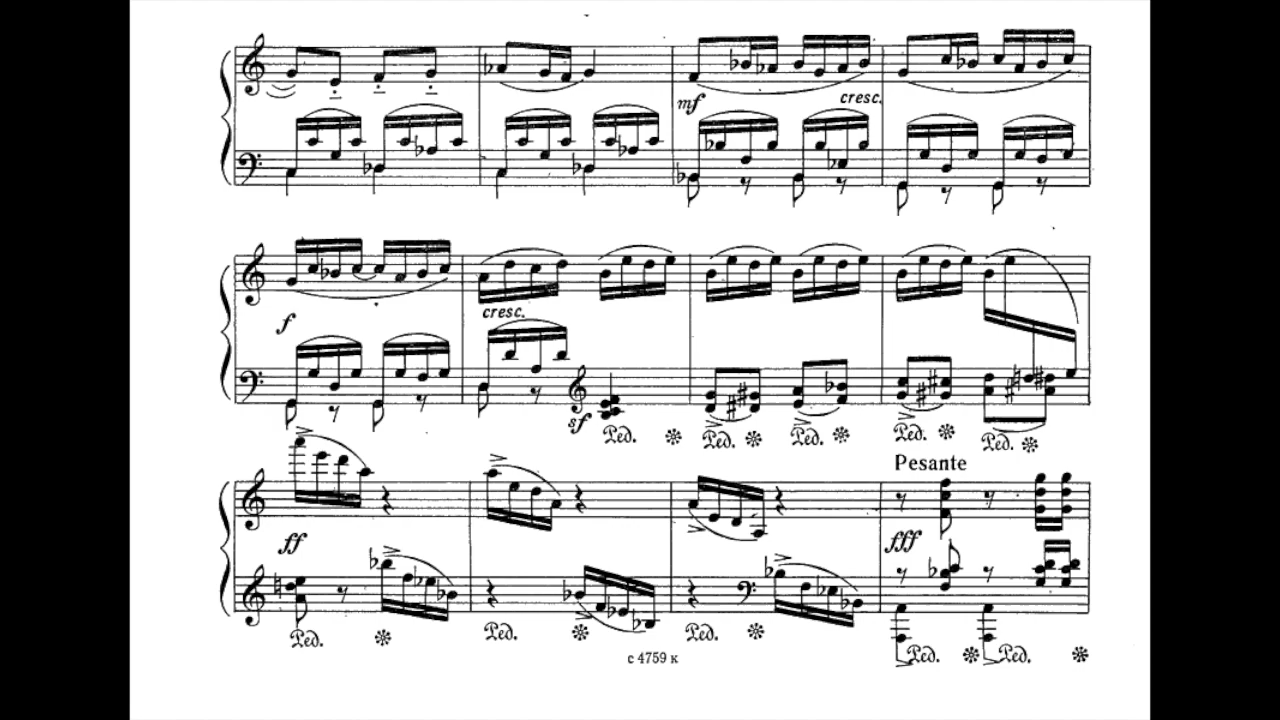 mf cresc.
f cresc.
sf
Ped. Ped. Ped. Ped. Ped.
Pesante
ff fff
Ped. Ped. Ped. Ped. Ped.
с 4759 к